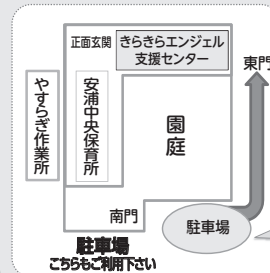 正面玄関
きらきらエンジェル
支援センター
東門
やすらぎ作業所
安浦中央保育所
園庭
南門
駐車場
駐車場
こちらもご利用下さい